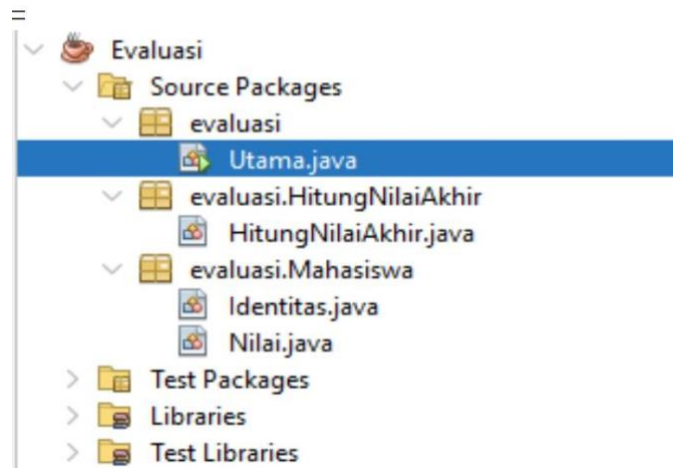 Evaluasi
Source Packages
evaluasi
Utama.java
evaluasi.HitungNilaiAkhir
HitungNilaiAkhir.java
evaluasi.Mahasiswa
Identitas.java
Nilai.java
Test Packages
Libraries
Test Libraries